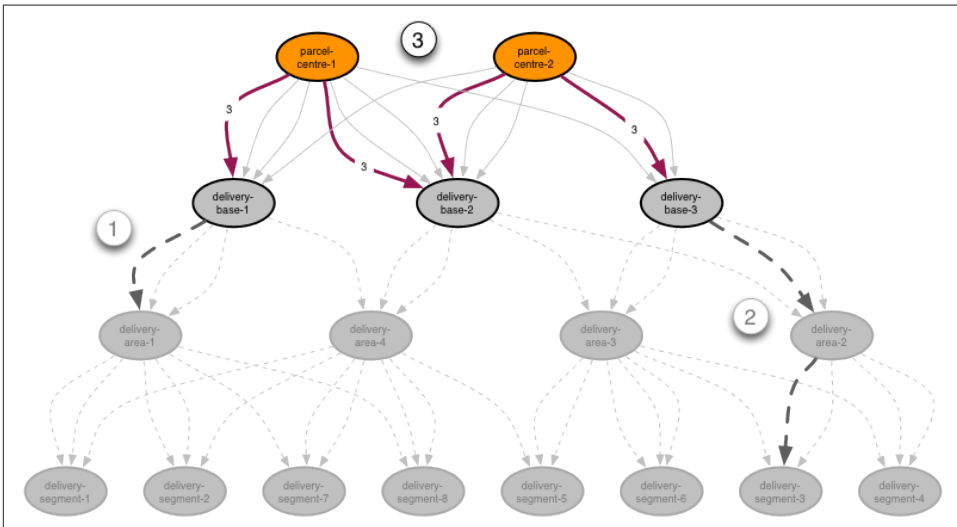 3
parcel-
centre-1
parcel-
centre-2
3
3
3
3
delivery-
base-1
delivery-
base-2
delivery-
base-3
1
2
delivery-
area-1
delivery-
area-4
delivery-
area-3
delivery-
area-2
delivery-
segment-1
delivery-
segment-2
delivery-
segment-7
delivery-
segment-8
delivery-
segment-5
delivery-
segment-6
delivery-
segment-3
delivery-
segment-4